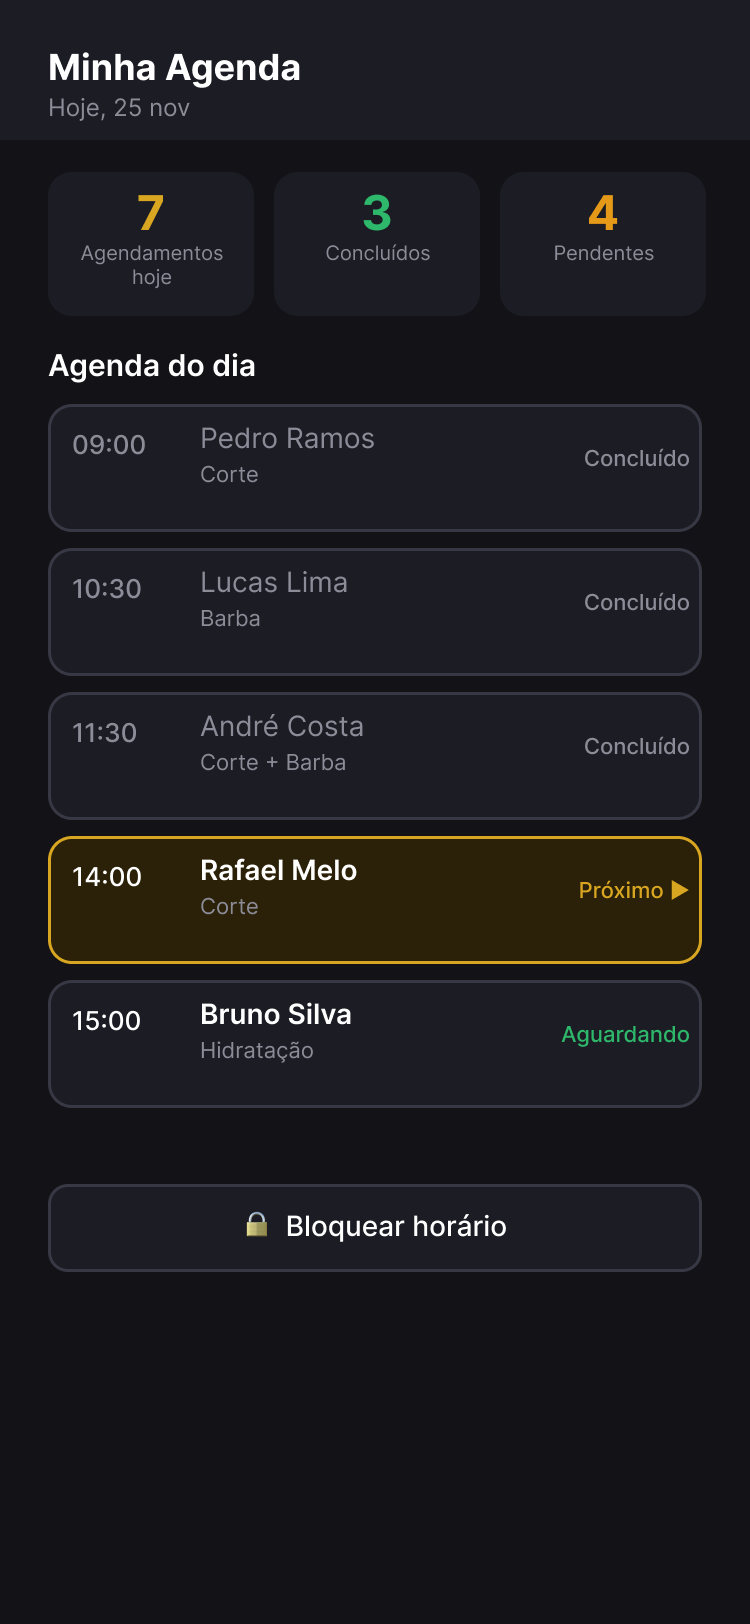 Minha Agenda
Hoje, 25 nov
7
Agendamentos
hoje
3
Concluídos
4
Pendentes
Agenda do dia
09:00
Pedro Ramos
Corte
Concluído
10:30
Lucas Lima
Barba
Concluído
11:30
André Costa
Corte + Barba
Concluído
14:00
Rafael Melo
Corte
Próximo ▶
15:00
Bruno Silva
Hidratação
Aguardando
🔒 Bloquear horário